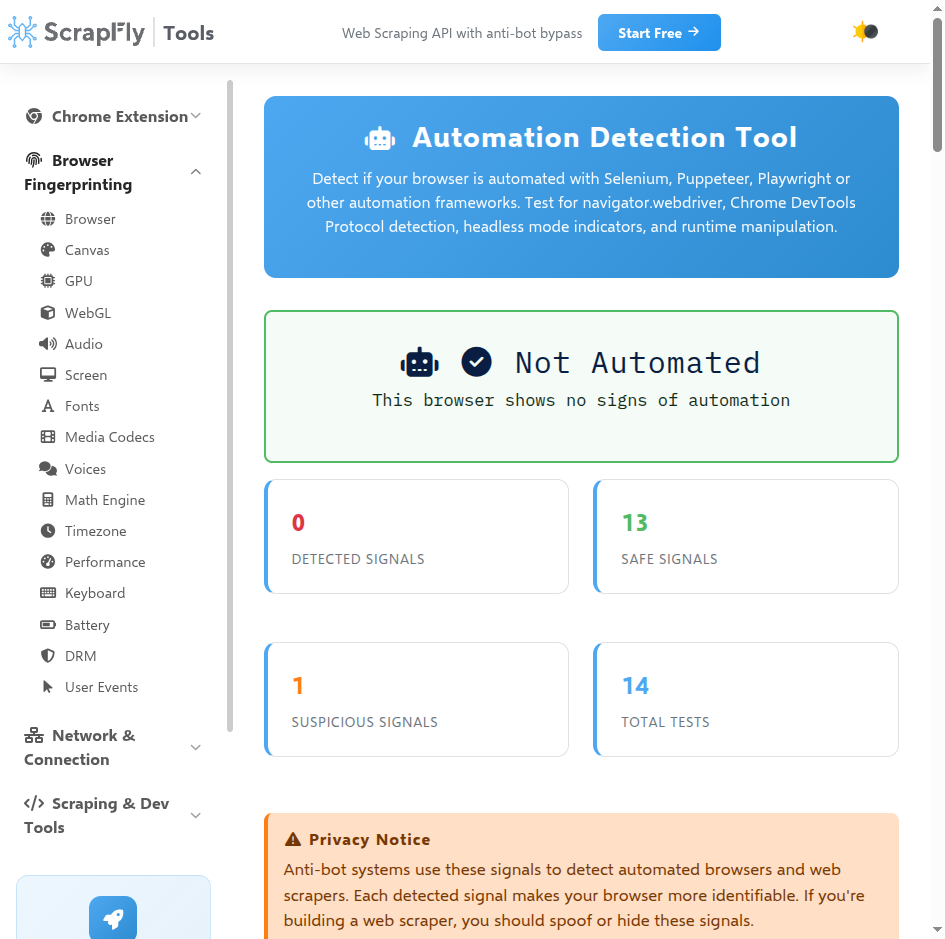 ScrapFly Tools
Web Scraping API with anti-bot bypass
Start Free
Chrome Extension
Browser
Fingerprinting
Browser
Canvas
GPU
WebGL
Audio
Screen
Fonts
Media Codecs
Voices
Math Engine
Timezone
Performance
Keyboard
Battery
DRM
User Events
Network &
Connection
Scraping & Dev
Tools
Automation Detection Tool
Detect if your browser is automated with Selenium, Puppeteer, Playwright or
other automation frameworks. Test for navigator.webdriver, Chrome DevTools
Protocol detection, headless mode indicators, and runtime manipulation.
Not Automated
This browser shows no signs of automation
0
DETECTED SIGNALS
13
SAFE SIGNALS
1
SUSPICIOUS SIGNALS
14
TOTAL TESTS
Privacy Notice
Anti-bot systems use these signals to detect automated browsers and web
scrapers. Each detected signal makes your browser more identifiable. If you're
building a web scraper, you should spoof or hide these signals.